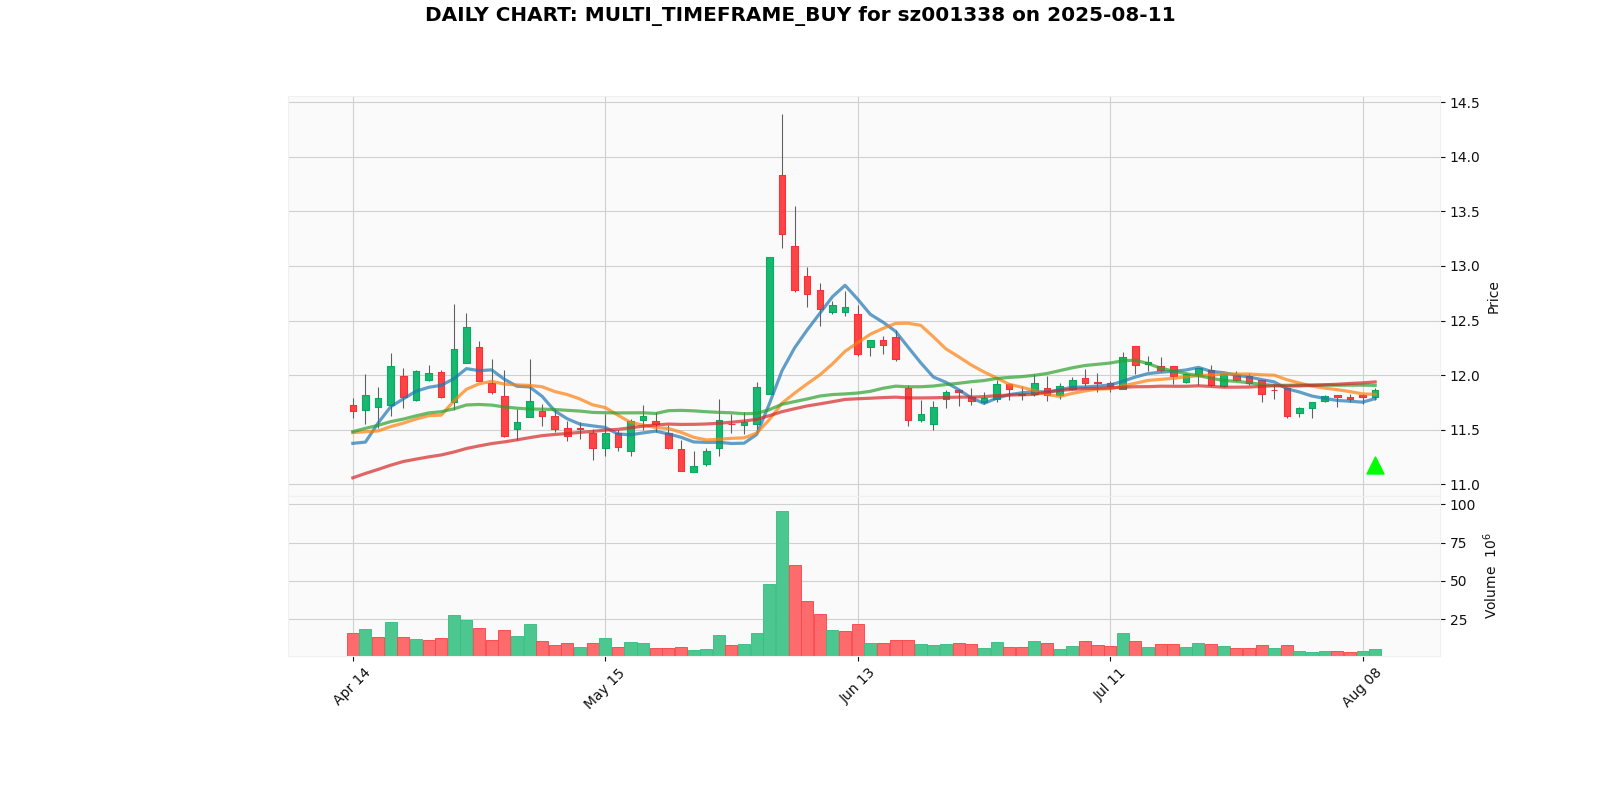 DAILY CHART: MULTI_TIMEFRAME_BUY for sz001338 on 2025-08-11
14.5
14.0
13.5
13.0
12.5
12.0
11.5
11.0
Price
100
75
50
25
Volume 10^6
Apr 14
May 15
Jun 13
Jul 11
Aug 08